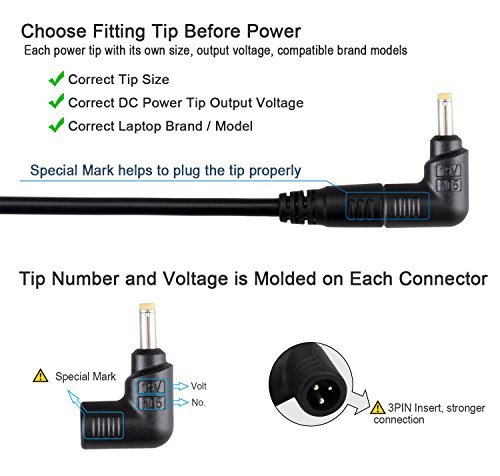 Choose Fitting Tip Before Power
Each power tip with its own size, output voltage, compatible brand models
Correct Tip Size
Correct DC Power Tip Output Voltage
Correct Laptop Brand / Model
Special Mark helps to plug the tip properly
Tip Number and Voltage is Molded on Each Connector
Special Mark
Volt
No.
3PIN Insert, stronger
connection